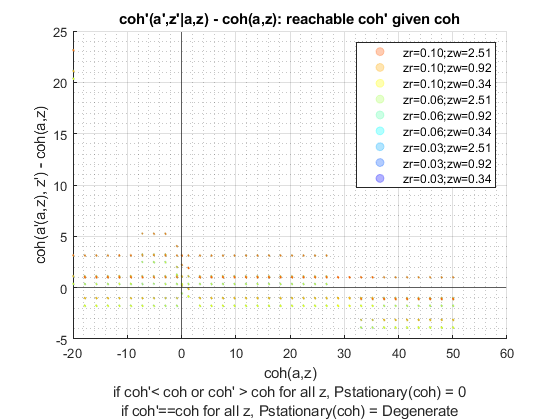 coh'(a',z'|a,z) - coh(a,z): reachable coh' given coh
25
20
15
10
5
0
-5
coh(a'(a,z), z') - coh(a,z)
zr=0.10;zw=2.51
zr=0.10;zw=0.92
zr=0.10;zw=0.34
zr=0.06;zw=2.51
zr=0.06;zw=0.92
zr=0.06;zw=0.34
zr=0.03;zw=2.51
zr=0.03;zw=0.92
zr=0.03;zw=0.34
-20 -10 0 10 20 30 40 50 60
coh(a,z)
if coh'< coh or coh' > coh for all z, Pstationary(coh) = 0
if coh'==coh for all z, Pstationary(coh) = Degenerate